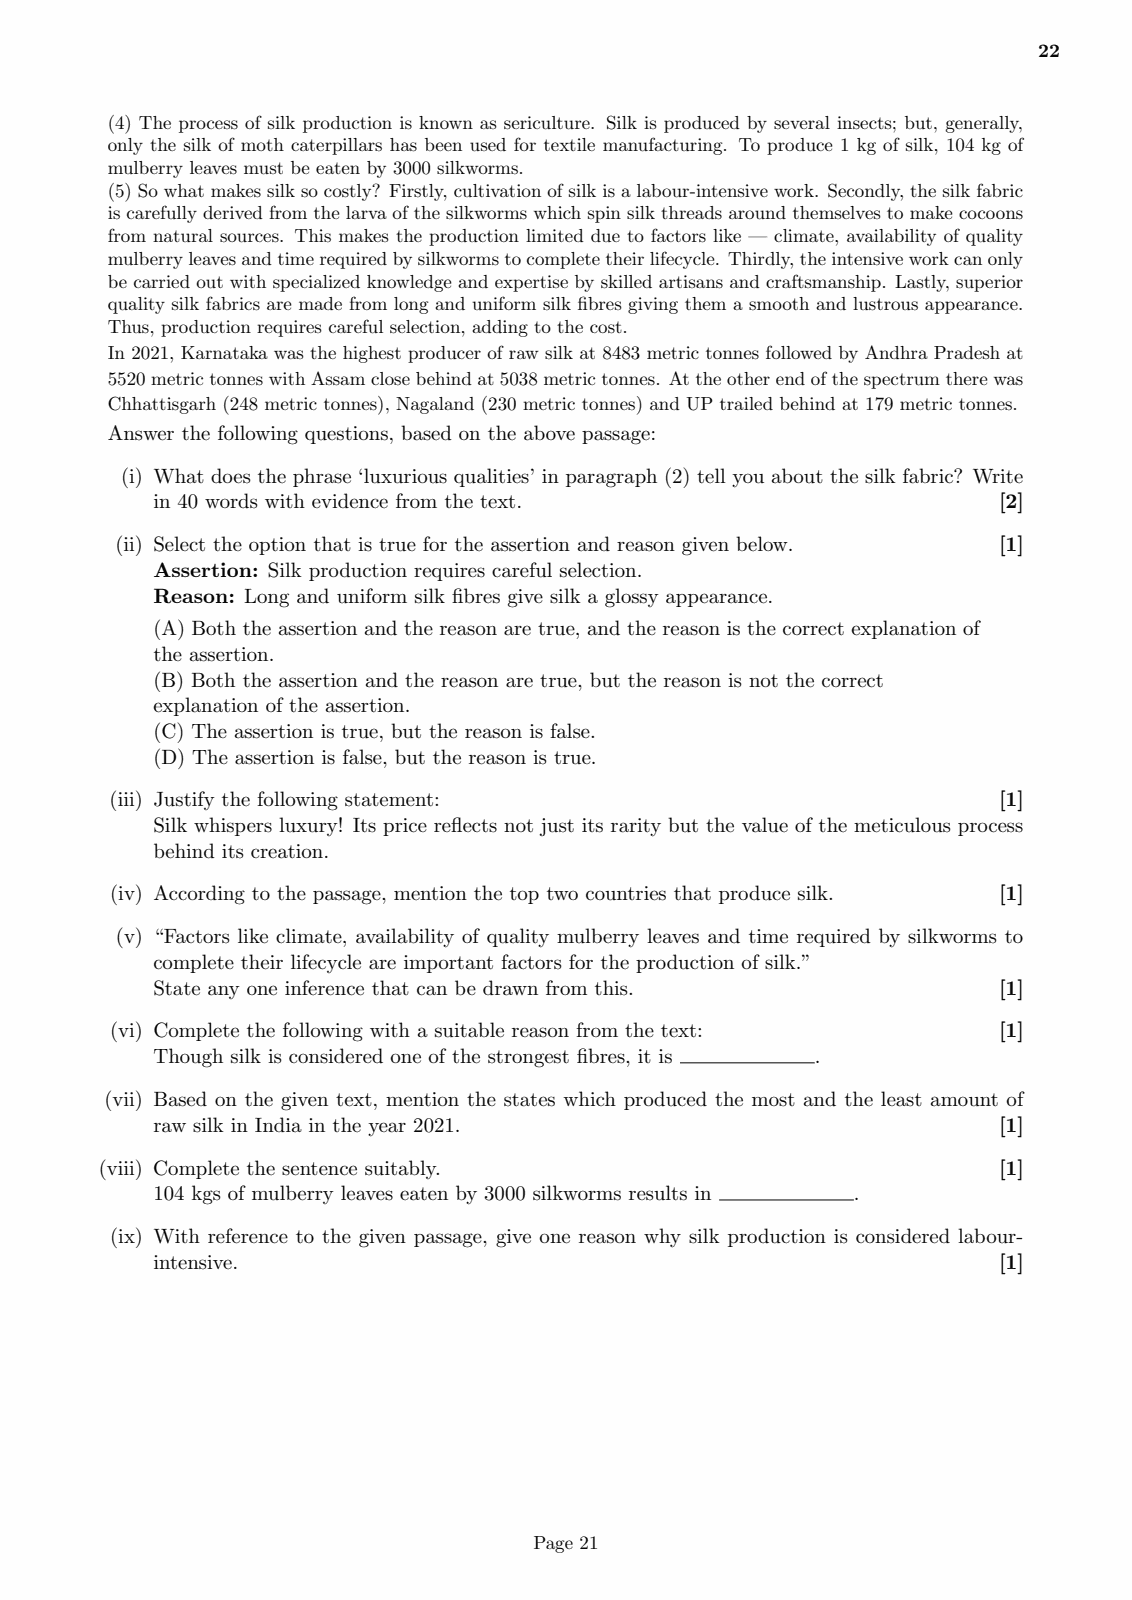 22
(4) The process of silk production is known as sericulture. Silk is produced by several insects; but, generally,
only the silk of moth caterpillars has been used for textile manufacturing. To produce 1 kg of silk, 104 kg of
mulberry leaves must be eaten by 3000 silkworms.
(5) So what makes silk so costly? Firstly, cultivation of silk is a labour-intensive work. Secondly, the silk fabric
is carefully derived from the larva of the silkworms which spin silk threads around themselves to make cocoons
from natural sources. This makes the production limited due to factors like — climate, availability of quality
mulberry leaves and time required by silkworms to complete their lifecycle. Thirdly, the intensive work can only
be carried out with specialized knowledge and expertise by skilled artisans and craftsmanship. Lastly, superior
quality silk fabrics are made from long and uniform silk fibres giving them a smooth and lustrous appearance.
Thus, production requires careful selection, adding to the cost.
In 2021, Karnataka was the highest producer of raw silk at 8483 metric tonnes followed by Andhra Pradesh at
5520 metric tonnes with Assam close behind at 5038 metric tonnes. At the other end of the spectrum there was
Chhattisgarh (248 metric tonnes), Nagaland (230 metric tonnes) and UP trailed behind at 179 metric tonnes.
Answer the following questions, based on the above passage:
(i) What does the phrase ‘luxurious qualities’ in paragraph (2) tell you about the silk fabric? Write
in 40 words with evidence from the text. [2]
(ii) Select the option that is true for the assertion and reason given below. [1]
Assertion: Silk production requires careful selection.
Reason: Long and uniform silk fibres give silk a glossy appearance.
(A) Both the assertion and the reason are true, and the reason is the correct explanation of
the assertion.
(B) Both the assertion and the reason are true, but the reason is not the correct
explanation of the assertion.
(C) The assertion is true, but the reason is false.
(D) The assertion is false, but the reason is true.
(iii) Justify the following statement: [1]
Silk whispers luxury! Its price reflects not just its rarity but the value of the meticulous process
behind its creation.
(iv) According to the passage, mention the top two countries that produce silk. [1]
(v) “Factors like climate, availability of quality mulberry leaves and time required by silkworms to
complete their lifecycle are important factors for the production of silk.”
State any one inference that can be drawn from this. [1]
(vi) Complete the following with a suitable reason from the text: [1]
Though silk is considered one of the strongest fibres, it is ____________.
(vii) Based on the given text, mention the states which produced the most and the least amount of
raw silk in India in the year 2021. [1]
(viii) Complete the sentence suitably. [1]
104 kgs of mulberry leaves eaten by 3000 silkworms results in ____________.
(ix) With reference to the given passage, give one reason why silk production is considered labour-
intensive. [1]
Page 21